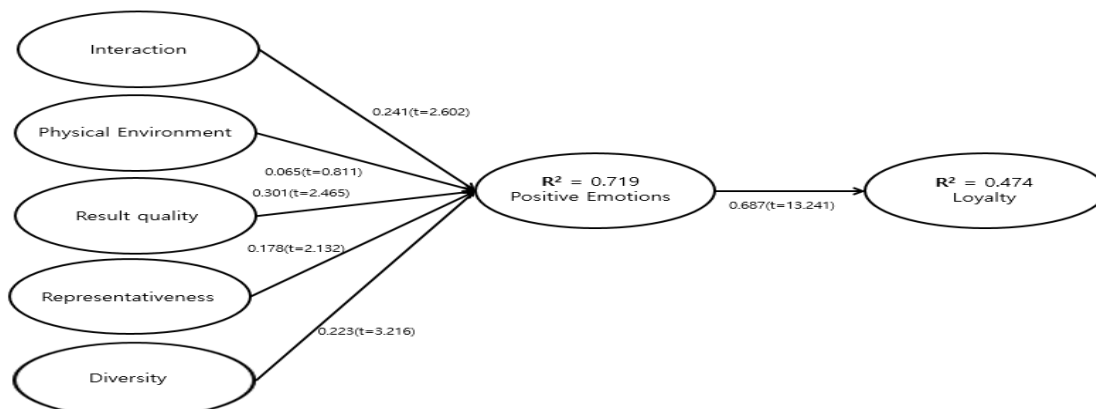 Interaction
0.241(t=2.602)
Physical Environment
0.065(t=0.811)
0.301(t=2.465)
Result quality
R² = 0.719
Positive Emotions
0.687(t=13.241)
R² = 0.474
Loyalty
0.178(t=2.132)
Representativeness
0.223(t=3.216)
Diversity